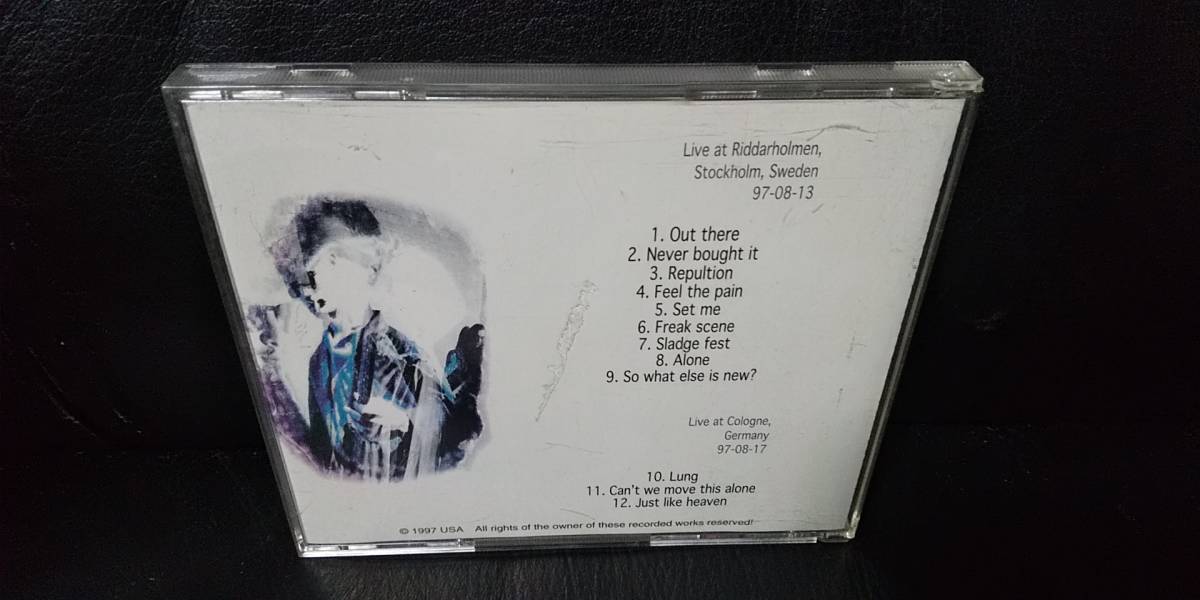 Live at Riddarholmen,
Stockholm, Sweden
97-08-13
1. Out there
2. Never bought it
3. Repultion
4. Feel the pain
5. Set me
6. Freak scene
7. Sladge fest
8. Alone
9. So what else is new?
Live at Cologne,
Germany
97-08-17
10. Lung
11. Can't we move this alone
12. Just like heaven
© 1997 USA All rights of the owner of these recorded works reserved!